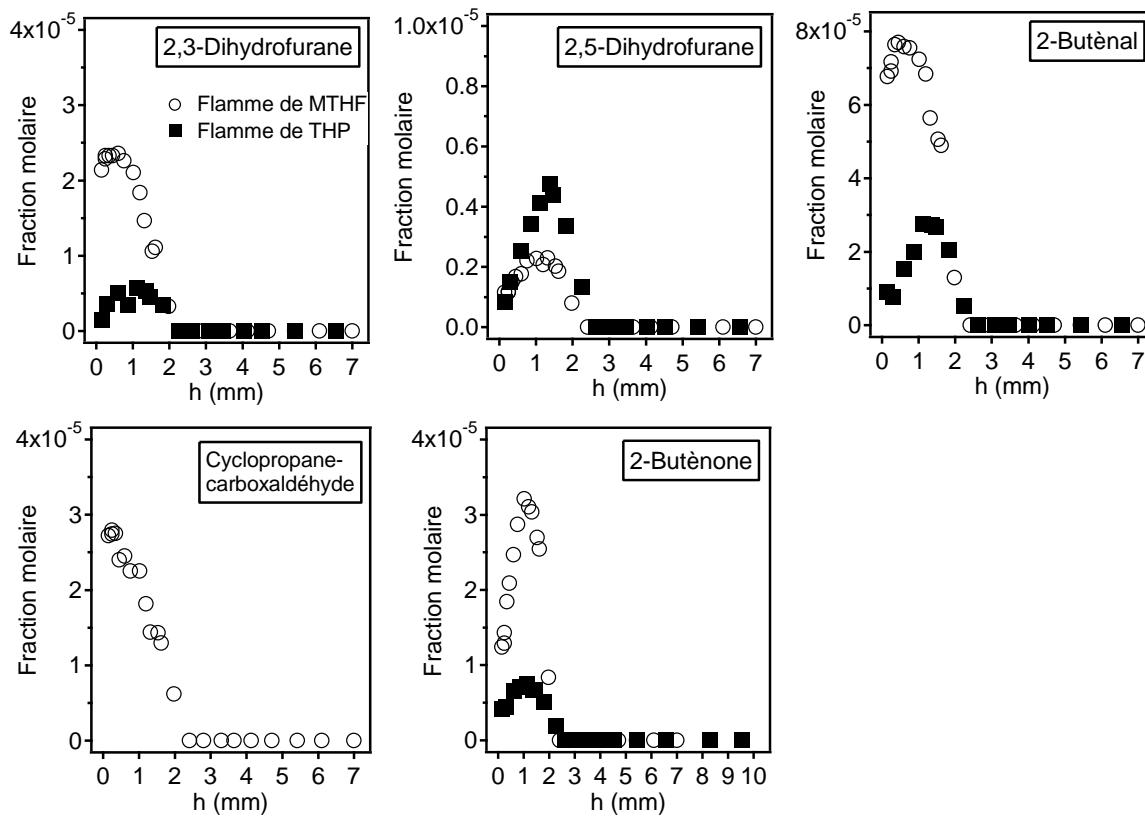 4x10⁻⁵
3
2
1
0
Fraction molaire
2,3-Dihydrofurane
Flamme de MTHF
Flamme de THP
0 1 2 3 4 5 6 7
h (mm)
1.0x10⁻⁵
0.8
0.6
0.4
0.2
0.0
Fraction molaire
2,5-Dihydrofurane
0 1 2 3 4 5 6 7
h (mm)
8x10⁻⁵
6
4
2
0
Fraction molaire
2-Butènal
0 1 2 3 4 5 6 7
h (mm)
4x10⁻⁵
3
2
1
0
Fraction molaire
Cyclopropane-
carboxaldéhyde
0 1 2 3 4 5 6 7
h (mm)
4x10⁻⁵
3
2
1
0
Fraction molaire
2-Butènone
0 1 2 3 4 5 6 7 8 9 10
h (mm)